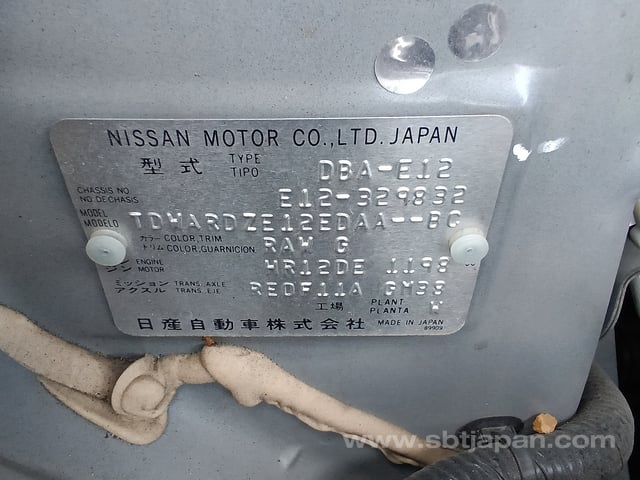 NISSAN MOTOR CO.,LTD. JAPAN
型式 TYPE TIPO DBA-E12
CHASSIS NO. NO.DE CHASIS E12-329832
MODEL MODELO TDWARDZE12EDAA--BC
カラー COLOR,TRIM トリム COLOR,GUARNICION RAW G
ENGINE MOTOR HR12DE 1198 cc
ミッション TRANS. AXLE アクスル TRANS. EJE RE0F11A GM38
工場 PLANT PLANTA W
日産自動車株式会社 MADE IN JAPAN
www.sbtjapan.com